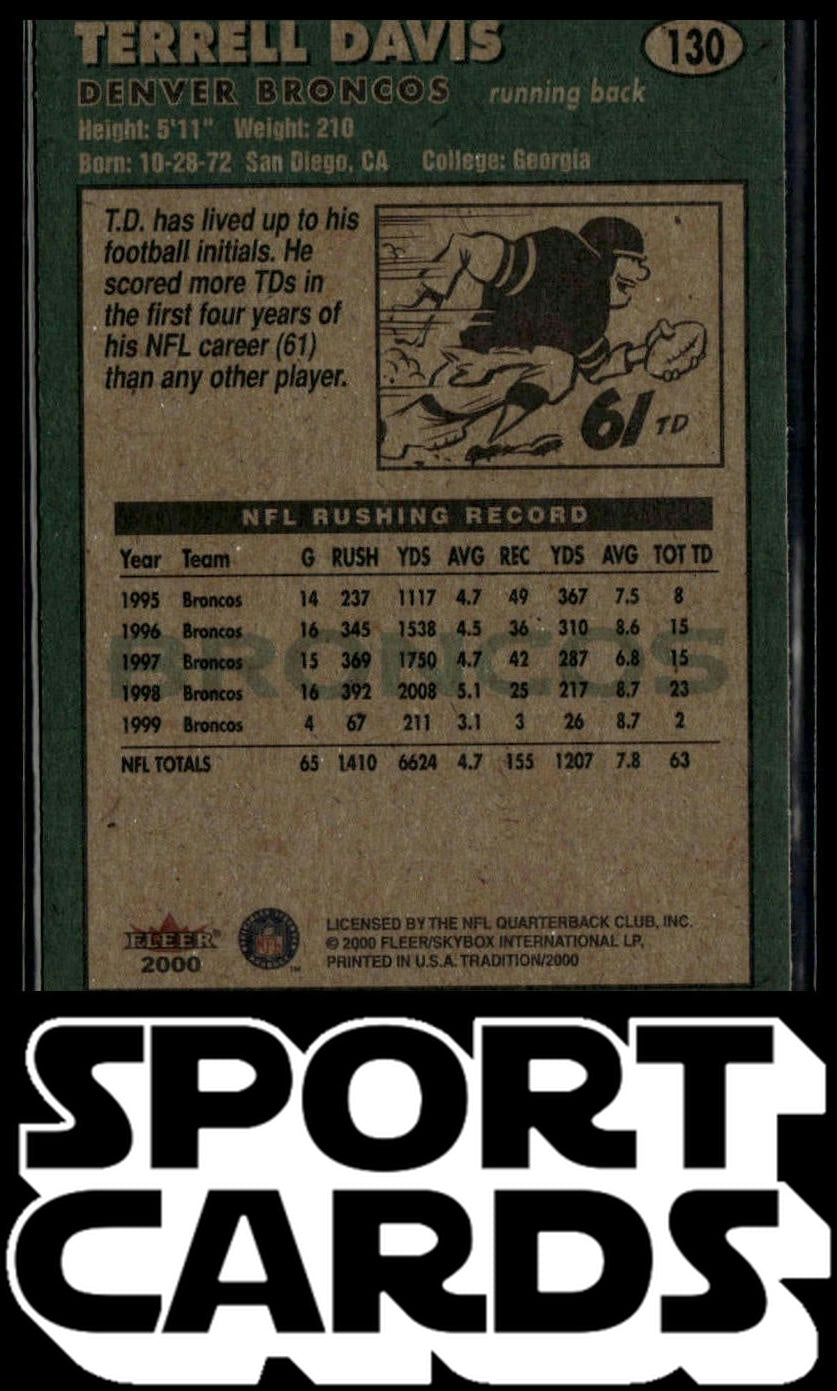 TERRELL DAVIS 130
DENVER BRONCOS running back
Height: 5'11" Weight: 210
Born: 10-28-72 San Diego, CA College: Georgia
T.D. has lived up to his
football initials. He
scored more TDs in
the first four years of
his NFL career (61)
than any other player.
61 TD
NFL RUSHING RECORD
Year Team G RUSH YDS AVG REC YDS AVG TOT TD
1995 Broncos 14 237 1117 4.7 49 367 7.5 8
1996 Broncos 16 345 1538 4.5 36 310 8.6 15
1997 Broncos 15 369 1750 4.7 42 287 6.8 15
BRONCOS
1998 Broncos 16 392 2008 5.1 25 217 8.7 23
1999 Broncos 4 67 211 3.1 3 26 8.7 2
NFL TOTALS 65 1410 6624 4.7 155 1207 7.8 63
FLEER®
2000
NFL
™
LICENSED BY THE NFL QUARTERBACK CLUB, INC.
© 2000 FLEER/SKYBOX INTERNATIONAL LP,
PRINTED IN U.S.A. TRADITION/2000
SPORT
CARDS